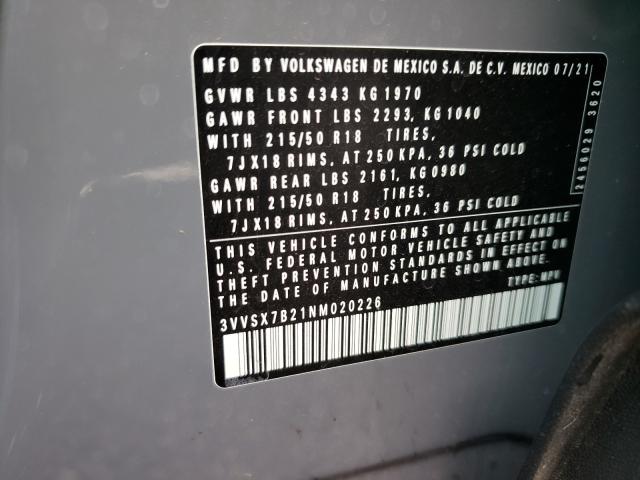 MFD BY VOLKSWAGEN DE MEXICO S.A. DE C.V. MEXICO 07/21
GVWR LBS 4343 KG 1970
GAWR FRONT LBS 2293, KG 1040
WITH 215/50 R18 TIRES,
7JX18 RIMS, AT 250 KPA, 36 PSI COLD
GAWR REAR LBS 2161, KG 0980
WITH 215/50 R18 TIRES,
7JX18 RIMS, AT 250 KPA, 36 PSI COLD
THIS VEHICLE CONFORMS TO ALL APPLICABLE
U.S. FEDERAL MOTOR VEHICLE SAFETY AND
THEFT PREVENTION STANDARDS IN EFFECT ON
THE DATE OF MANUFACTURE SHOWN ABOVE.
TYPE: MPV
3VVSX7B21NM020226
2456029 3620